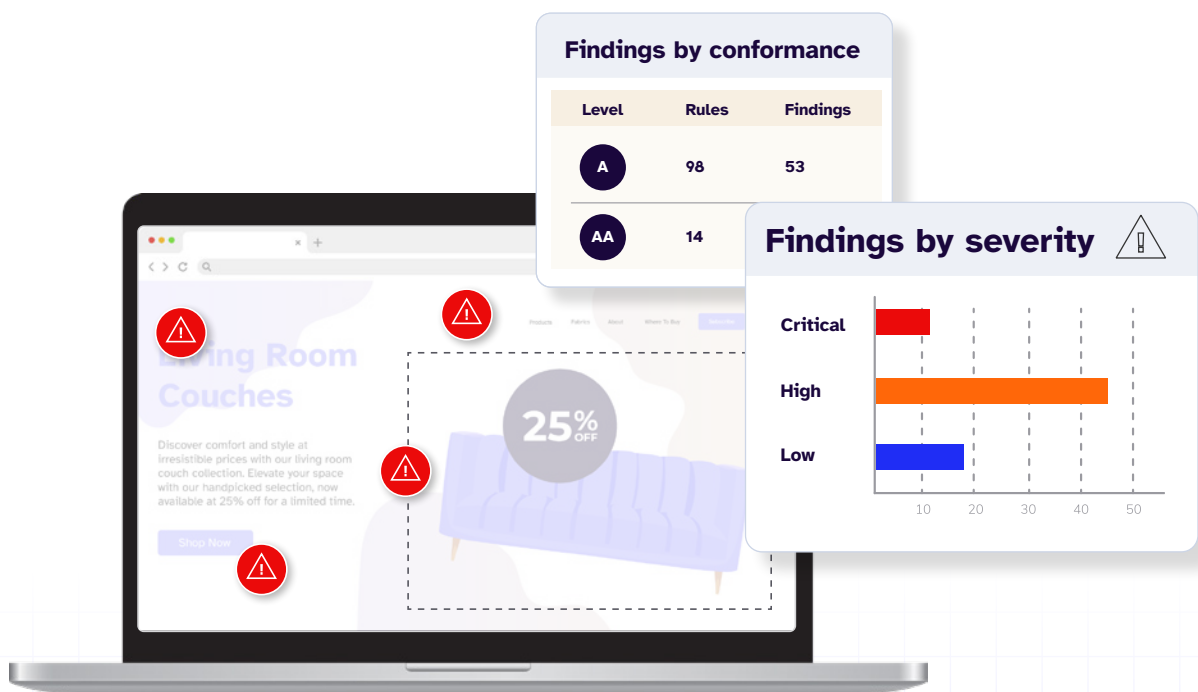 Findings by conformance
Level Rules Findings
A 98 53
AA 14
Findings by severity
Critical
High
Low
10 20 30 40 50
Products Fabrics About Where To Buy
Living Room
Couches
Discover comfort and style at
irresistible prices with our living room
couch collection. Elevate your space
with our handpicked selection, now
available at 25% off for a limited time.
Shop Now
25%
OFF